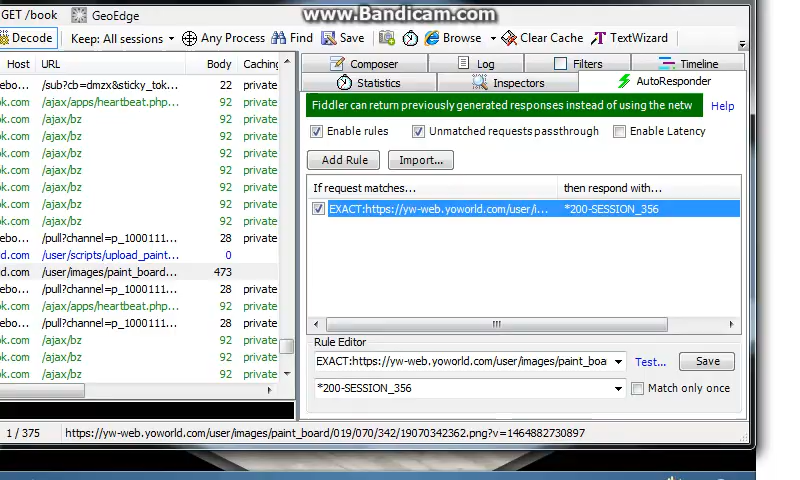 www.Bandicam.com
GET /book GeoEdge
Decode Keep: All sessions Any Process Find Save Browse Clear Cache TextWizard
Host URL Body Caching
ebo... /sub?cb=dmzx&sticky_tok... 22 private
ok.com /ajax/apps/heartbeat.php... 92 private
ok.com /ajax/bz 92 private
ok.com /ajax/bz 92 private
ok.com /ajax/bz 92 private
ok.com /ajax/bz 92 private
ok.com /ajax/bz 92 private
ok.com /ajax/bz 92 private
ok.com /ajax/bz 92 private
ebo... /pull?channel=p_1000111... 28 private
d.com /user/scripts/upload_paint... 0
d.com /user/images/paint_board... 473
ebo... /pull?channel=p_1000111... 28 private
ok.com /ajax/apps/heartbeat.php... 92 private
ebo... /pull?channel=p_1000111... 28 private
ok.com /ajax/bz 92 private
ok.com /ajax/bz 92 private
ok.com /ajax/bz 92 private
Composer Log Filters Timeline
Statistics Inspectors AutoResponder
Fiddler can return previously generated responses instead of using the netw Help
Enable rules Unmatched requests passthrough Enable Latency
Add Rule Import...
If request matches... then respond with...
EXACT:https://yw-web.yoworld.com/user/i... *200-SESSION_356
Rule Editor
EXACT:https://yw-web.yoworld.com/user/images/paint_boa Test... Save
*200-SESSION_356 Match only once
1 / 375 https://yw-web.yoworld.com/user/images/paint_board/019/070/342/19070342362.png?v=1464882730897